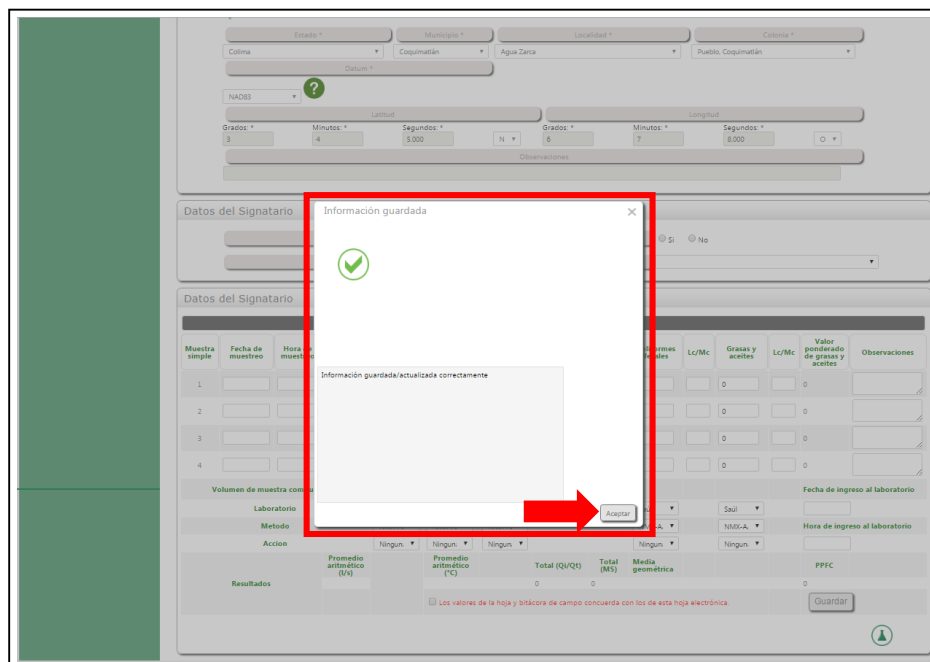 Estado * Municipio * Localidad * Colonia *
Colima Coquimatlán Agua Zarca Pueblo, Coquimatlán
Datum *
NAD83 ?
Latitud Longitud
Grados: * Minutos: * Segundos: * Grados: * Minutos: * Segundos: *
3 4 5.000 N 6 7 8.000 O
Observaciones
Datos del Signatario
Información guardada
Si No
Datos del Signatario
Muestra simple Fecha de muestreo Hora de Lc/Mc Grasas y aceites Lc/Mc Valor ponderado de grasas y aceites Observaciones
Información guardada/actualizada correctamente
1 0 0
2 0 0
3 0 0
4 0 0
Volumen de muestra Fecha de ingreso al laboratorio
Aceptar
Laboratorio Saúl
Metodo NMX-A. Hora de ingreso al laboratorio
Accion Ningun. Ningun. Ningun. Ningun. Ningun.
Promedio aritmético (l/s) Promedio aritmético (°C) Total (Qi/Qt) Total (MS) Media geométrica PPFC
Resultados 0 0 0
Los valores de la hoja y bitácora de campo concuerda con los de esta hoja electrónica. Guardar